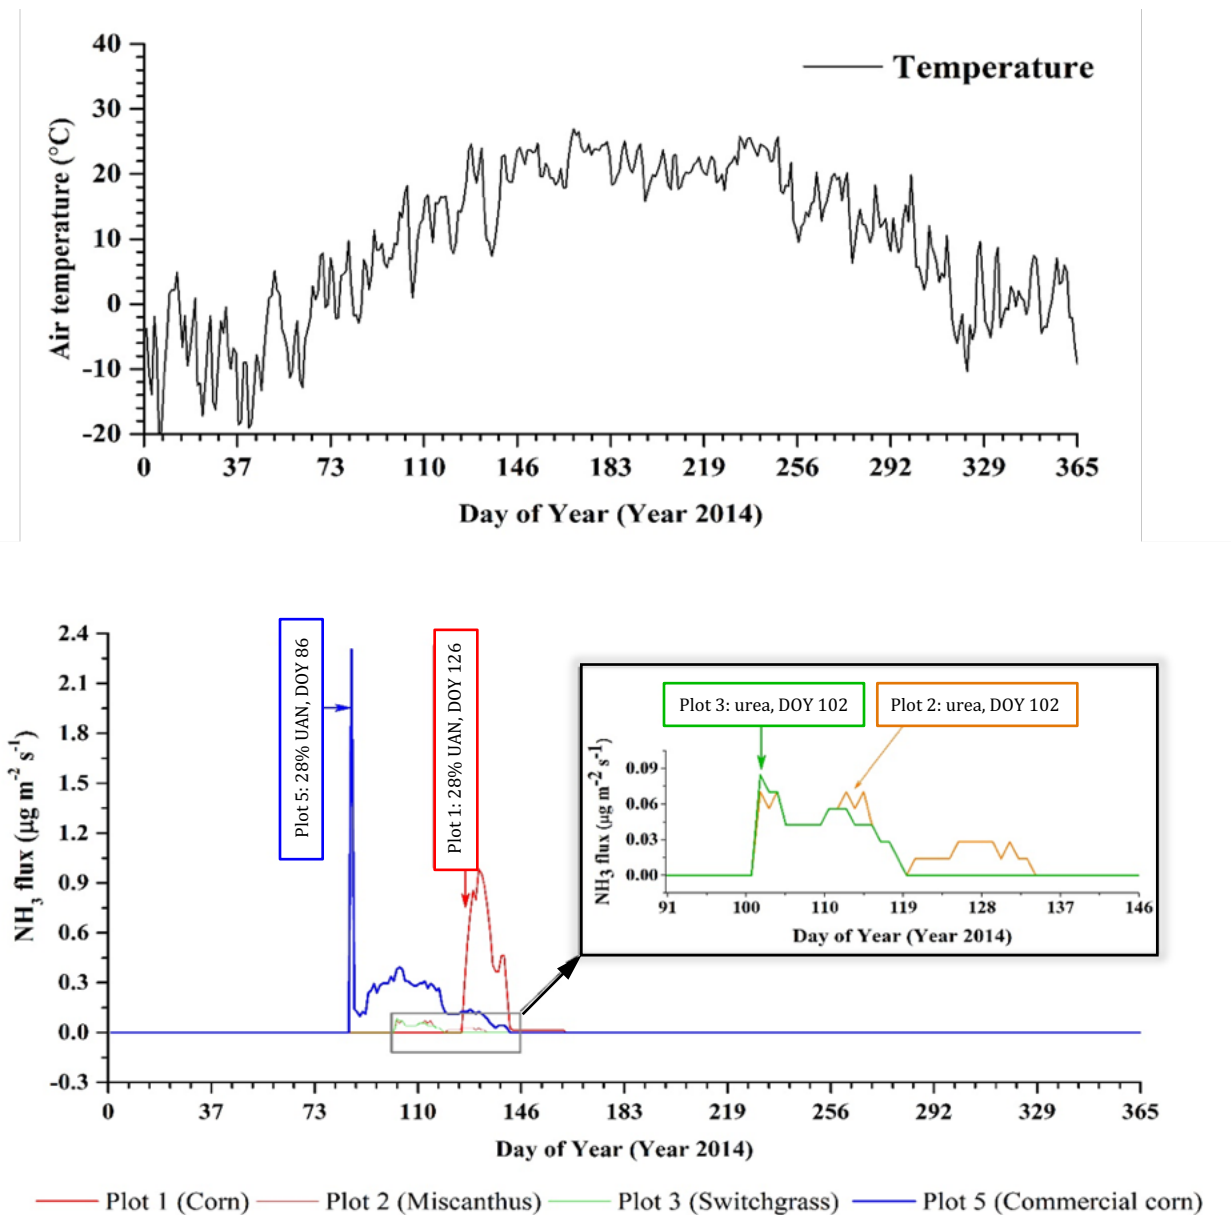 Temperature
Air temperature (°C)
40
30
20
10
0
-10
-20
0 37 73 110 146 183 219 256 292 329 365
Day of Year (Year 2014)
NH3 flux (µg m-2 s-1)
2.4
2.1
1.8
1.5
1.2
0.9
0.6
0.3
0.0
-0.3
Plot 5: 28% UAN, DOY 86
Plot 1: 28% UAN, DOY 126
Plot 3: urea, DOY 102
Plot 2: urea, DOY 102
NH3 flux (µg m-2 s-1)
0.09
0.06
0.03
0.00
91 100 110 119 128 137 146
Day of Year (Year 2014)
0 37 73 110 146 183 219 256 292 329 365
Day of Year (Year 2014)
Plot 1 (Corn) Plot 2 (Miscanthus) Plot 3 (Switchgrass) Plot 5 (Commercial corn)